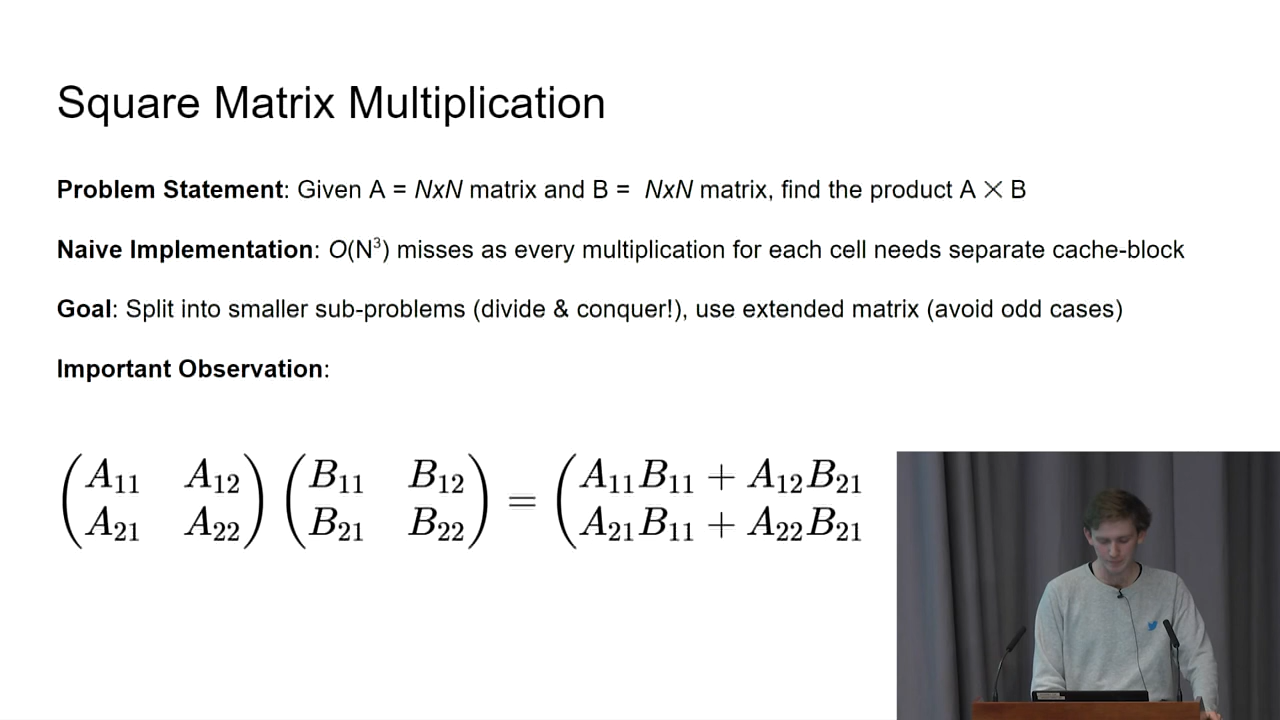 Square Matrix Multiplication
Problem Statement: Given A = NxN matrix and B =  NxN matrix, find the product A × B
Naive Implementation: O(N³) misses as every multiplication for each cell needs separate cache-block
Goal: Split into smaller sub-problems (divide & conquer!), use extended matrix (avoid odd cases)
Important Observation:
(A₁₁ A₁₂) (B₁₁ B₁₂) = (A₁₁B₁₁ + A₁₂B₂₁
(A₂₁ A₂₂) (B₂₁ B₂₂) = (A₂₁B₁₁ + A₂₂B₂₁